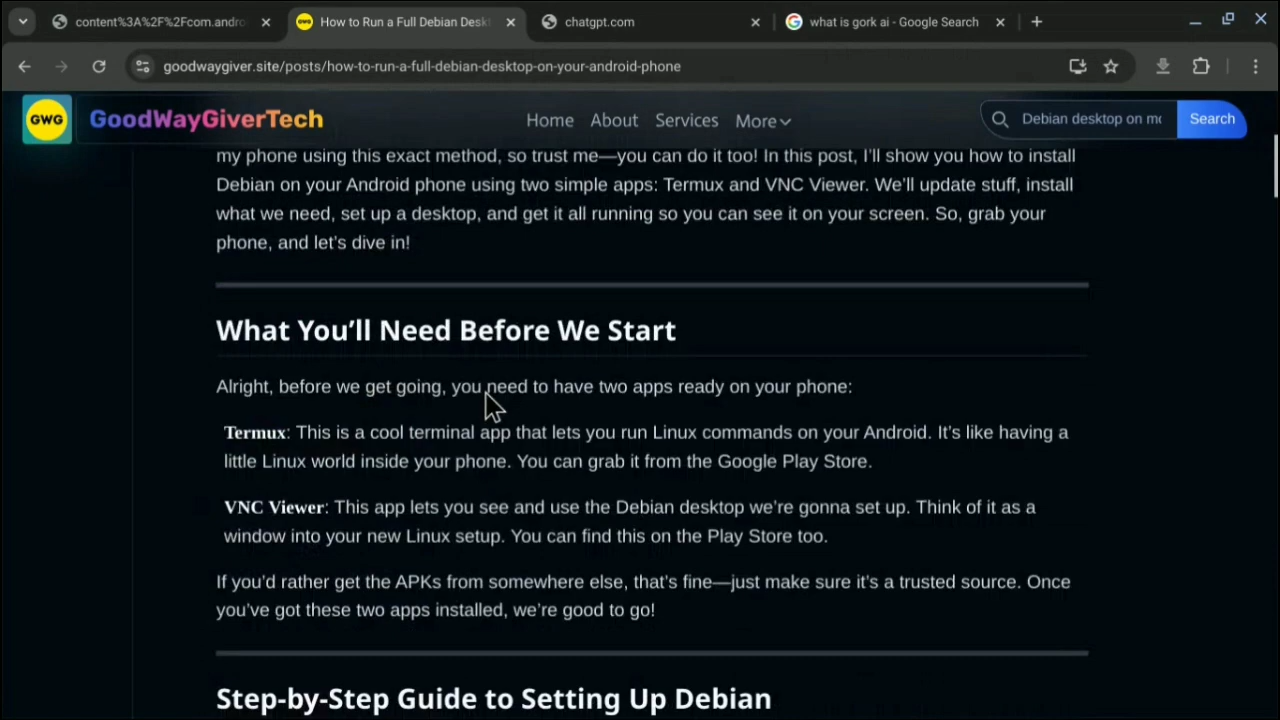 content%3A%2F%2Fcom.andro
How to Run a Full Debian Deskt
chatgpt.com
what is gork ai - Google Search
goodwaygiver.site/posts/how-to-run-a-full-debian-desktop-on-your-android-phone
GWG
GoodWayGiverTech
Home
About
Services
More
Debian desktop on mo
Search
my phone using this exact method, so trust me—you can do it too! In this post, I’ll show you how to install
Debian on your Android phone using two simple apps: Termux and VNC Viewer. We’ll update stuff, install
what we need, set up a desktop, and get it all running so you can see it on your screen. So, grab your
phone, and let’s dive in!
What You’ll Need Before We Start
Alright, before we get going, you need to have two apps ready on your phone:
Termux: This is a cool terminal app that lets you run Linux commands on your Android. It’s like having a
little Linux world inside your phone. You can grab it from the Google Play Store.
VNC Viewer: This app lets you see and use the Debian desktop we’re gonna set up. Think of it as a
window into your new Linux setup. You can find this on the Play Store too.
If you’d rather get the APKs from somewhere else, that’s fine—just make sure it’s a trusted source. Once
you’ve got these two apps installed, we’re good to go!
Step-by-Step Guide to Setting Up Debian